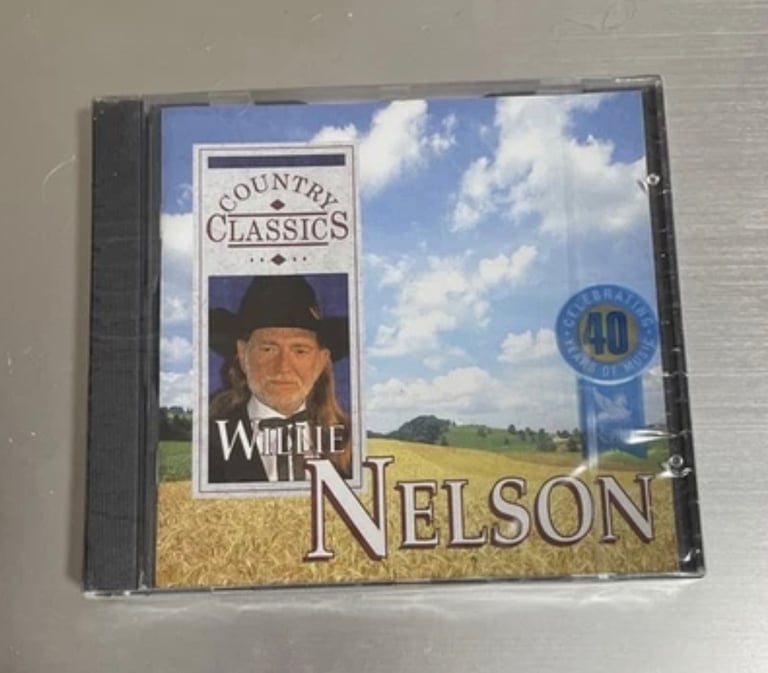 COUNTRY
CLASSICS
WILLIE
NELSON
CELEBRATING
40
YEARS OF MUSIC